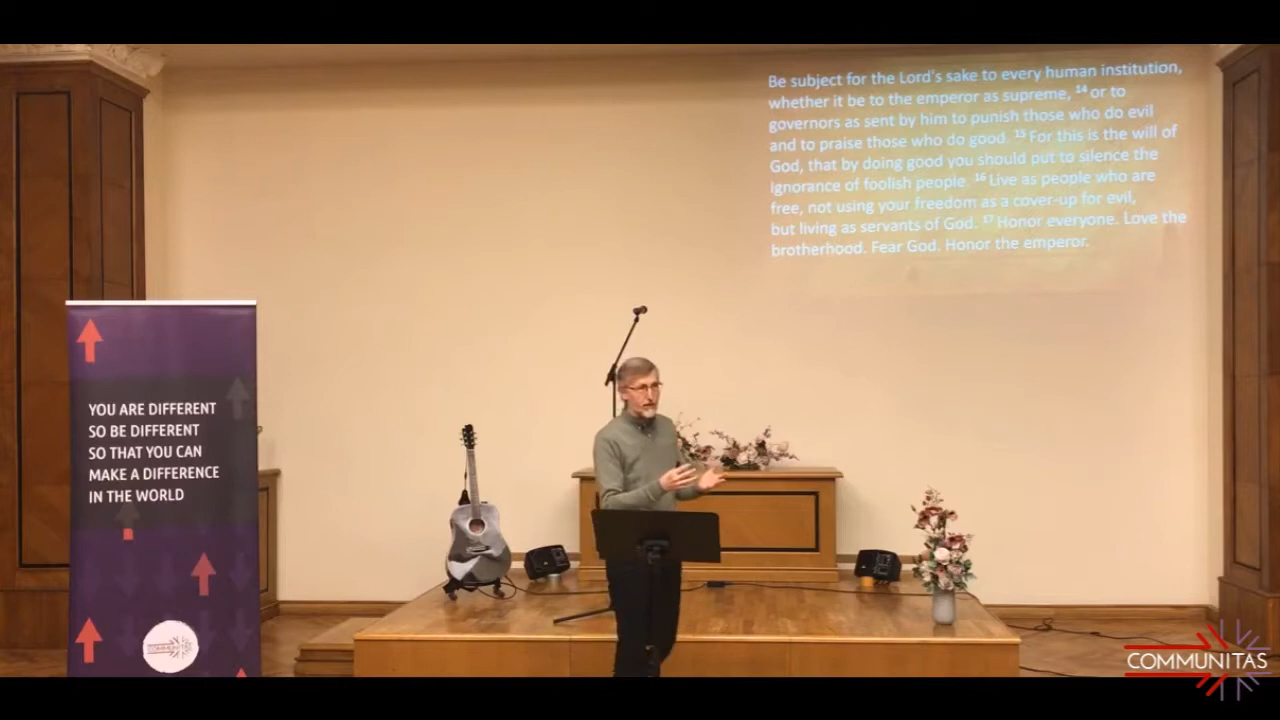 Be subject for the Lord's sake to every human institution,
whether it be to the emperor as supreme, 14 or to
governors as sent by him to punish those who do evil
and to praise those who do good. 15 For this is the will of
God, that by doing good you should put to silence the
ignorance of foolish people. 16 Live as people who are
free, not using your freedom as a cover-up for evil,
but living as servants of God. 17 Honor everyone. Love the
brotherhood. Fear God. Honor the emperor.
YOU ARE DIFFERENT
SO BE DIFFERENT
SO THAT YOU CAN
MAKE A DIFFERENCE
IN THE WORLD
COMMUNITAS
COMMUNITAS